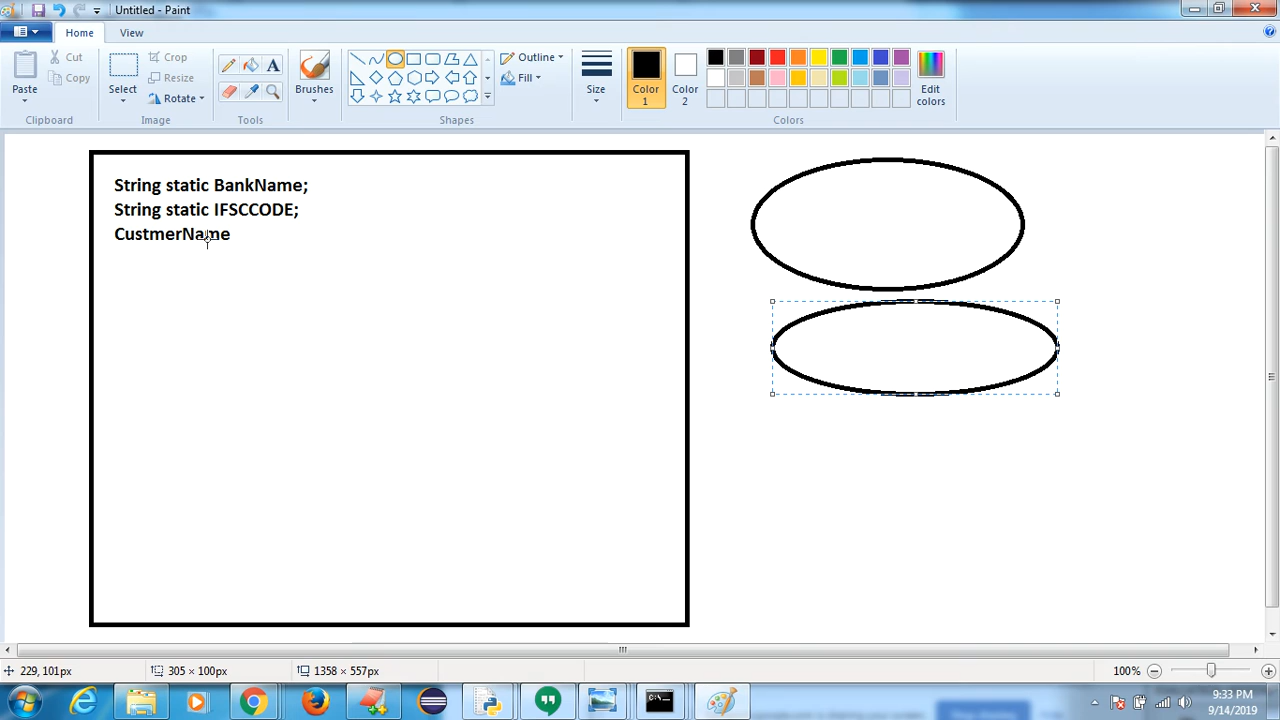 Untitled - Paint
Home
View
Paste
Cut
Copy
Clipboard
Select
Crop
Resize
Rotate
Image
A
Tools
Brushes
Outline
Fill
Shapes
Size
Color 1
Color 2
Edit colors
Colors
String static BankName;
String static IFSCCODE;
CustmerName
229, 101px
305 × 100px
1358 × 557px
100%
9:33 PM
9/14/2019